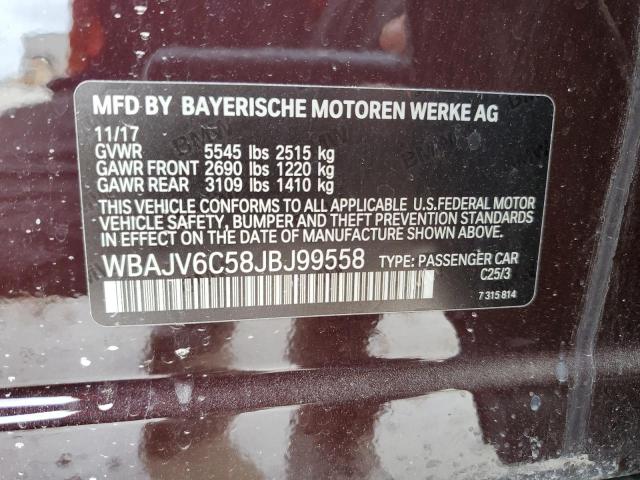 MFD BY BAYERISCHE MOTOREN WERKE AG
11/17
GVWR 5545 lbs 2515 kg
GAWR FRONT 2690 lbs 1220 kg
GAWR REAR 3109 lbs 1410 kg
THIS VEHICLE CONFORMS TO ALL APPLICABLE U.S.FEDERAL MOTOR
VEHICLE SAFETY, BUMPER AND THEFT PREVENTION STANDARDS
IN EFFECT ON THE DATE OF MANUFACTURE SHOWN ABOVE.
WBAJV6C58JBJ99558 TYPE: PASSENGER CAR
C25/3
7 315 814